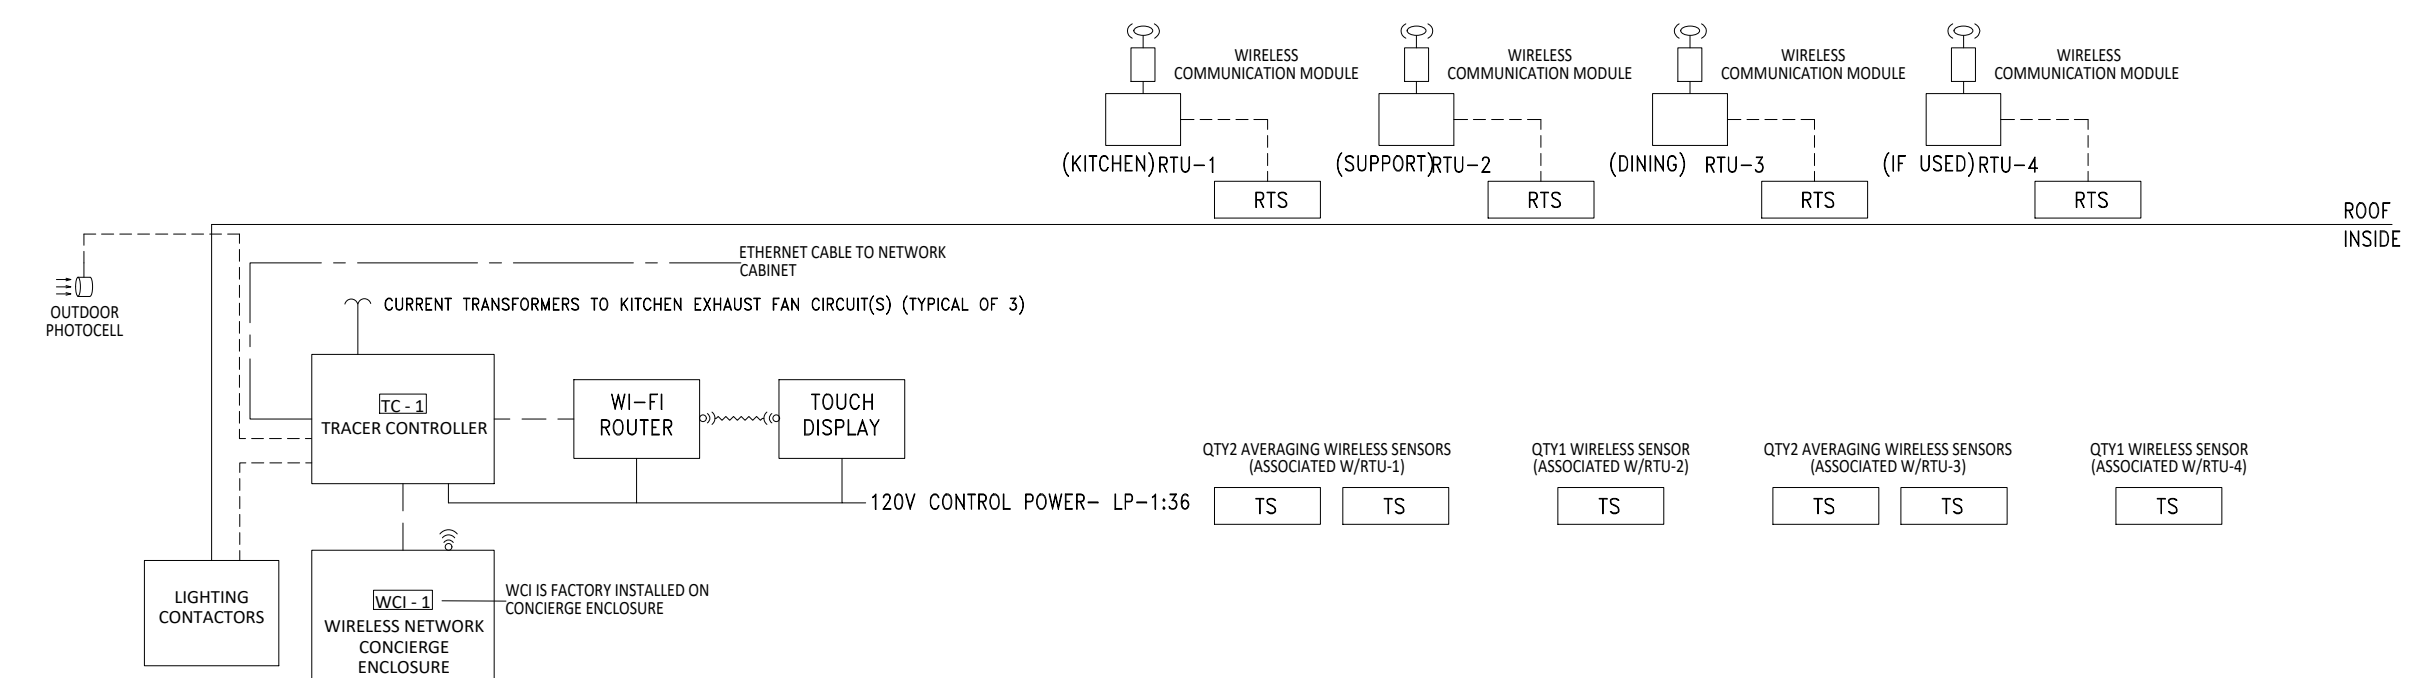 WIRELESS
COMMUNICATION MODULE
WIRELESS
COMMUNICATION MODULE
WIRELESS
COMMUNICATION MODULE
WIRELESS
COMMUNICATION MODULE
(KITCHEN) RTU-1
(SUPPORT) RTU-2
(DINING) RTU-3
(IF USED) RTU-4
RTS
RTS
RTS
RTS
ROOF
INSIDE
ETHERNET CABLE TO NETWORK
CABINET
OUTDOOR
PHOTOCELL
CURRENT TRANSFORMERS TO KITCHEN EXHAUST FAN CIRCUIT(S) (TYPICAL OF 3)
TC - 1
TRACER CONTROLLER
WI-FI
ROUTER
TOUCH
DISPLAY
QTY2 AVERAGING WIRELESS SENSORS
(ASSOCIATED W/RTU-1)
QTY1 WIRELESS SENSOR
(ASSOCIATED W/RTU-2)
QTY2 AVERAGING WIRELESS SENSORS
(ASSOCIATED W/RTU-3)
QTY1 WIRELESS SENSOR
(ASSOCIATED W/RTU-4)
120V CONTROL POWER- LP-1:36
TS
TS
TS
TS
TS
TS
LIGHTING
CONTACTORS
WCI - 1
WIRELESS NETWORK
CONCIERGE
ENCLOSURE
WCI IS FACTORY INSTALLED ON
CONCIERGE ENCLOSURE